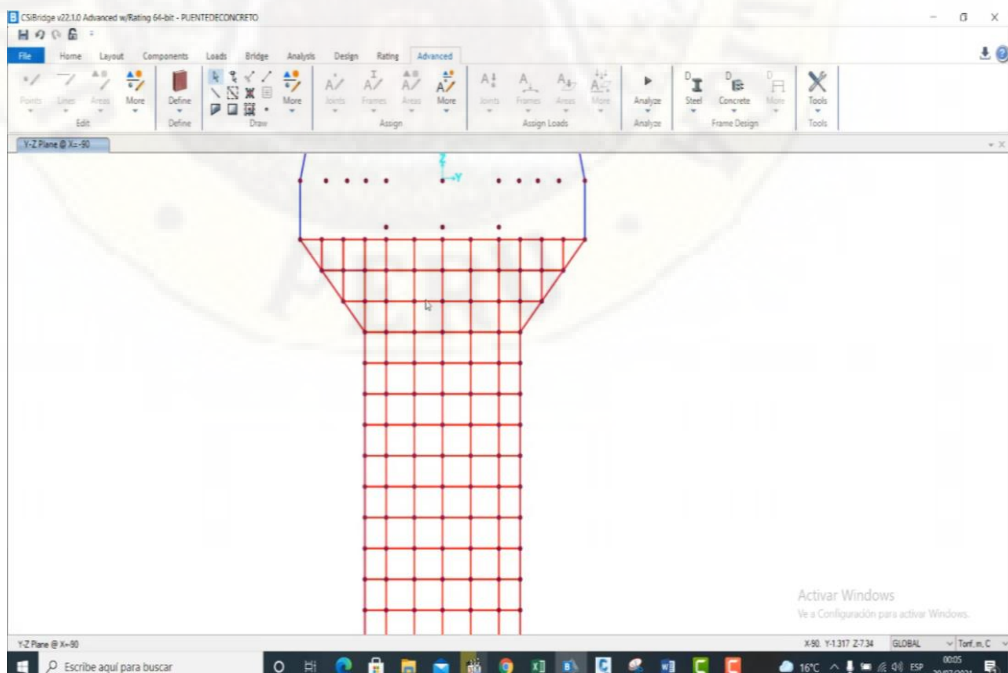 CSiBridge v22.1.0 Advanced w/Rating 64-bit - PUENTEDECONCRETO
File Home Layout Components Loads Bridge Analysis Design Rating Advanced
Points Lines Areas More Define More Joints Frames Areas More Joints Frames Areas More Analyze Steel Concrete More Tools
Edit Define Draw Assign Assign Loads Analyze Frame Design Tools
Y-Z Plane @ X=-90
Z
Y
PERU
Activar Windows
Ve a Configuración para activar Windows.
Y-Z Plane @ X=-90
X-90. Y-1.317 Z-7.34 GLOBAL Tonf, m, C
Escribe aquí para buscar
16°C ESP 00:05